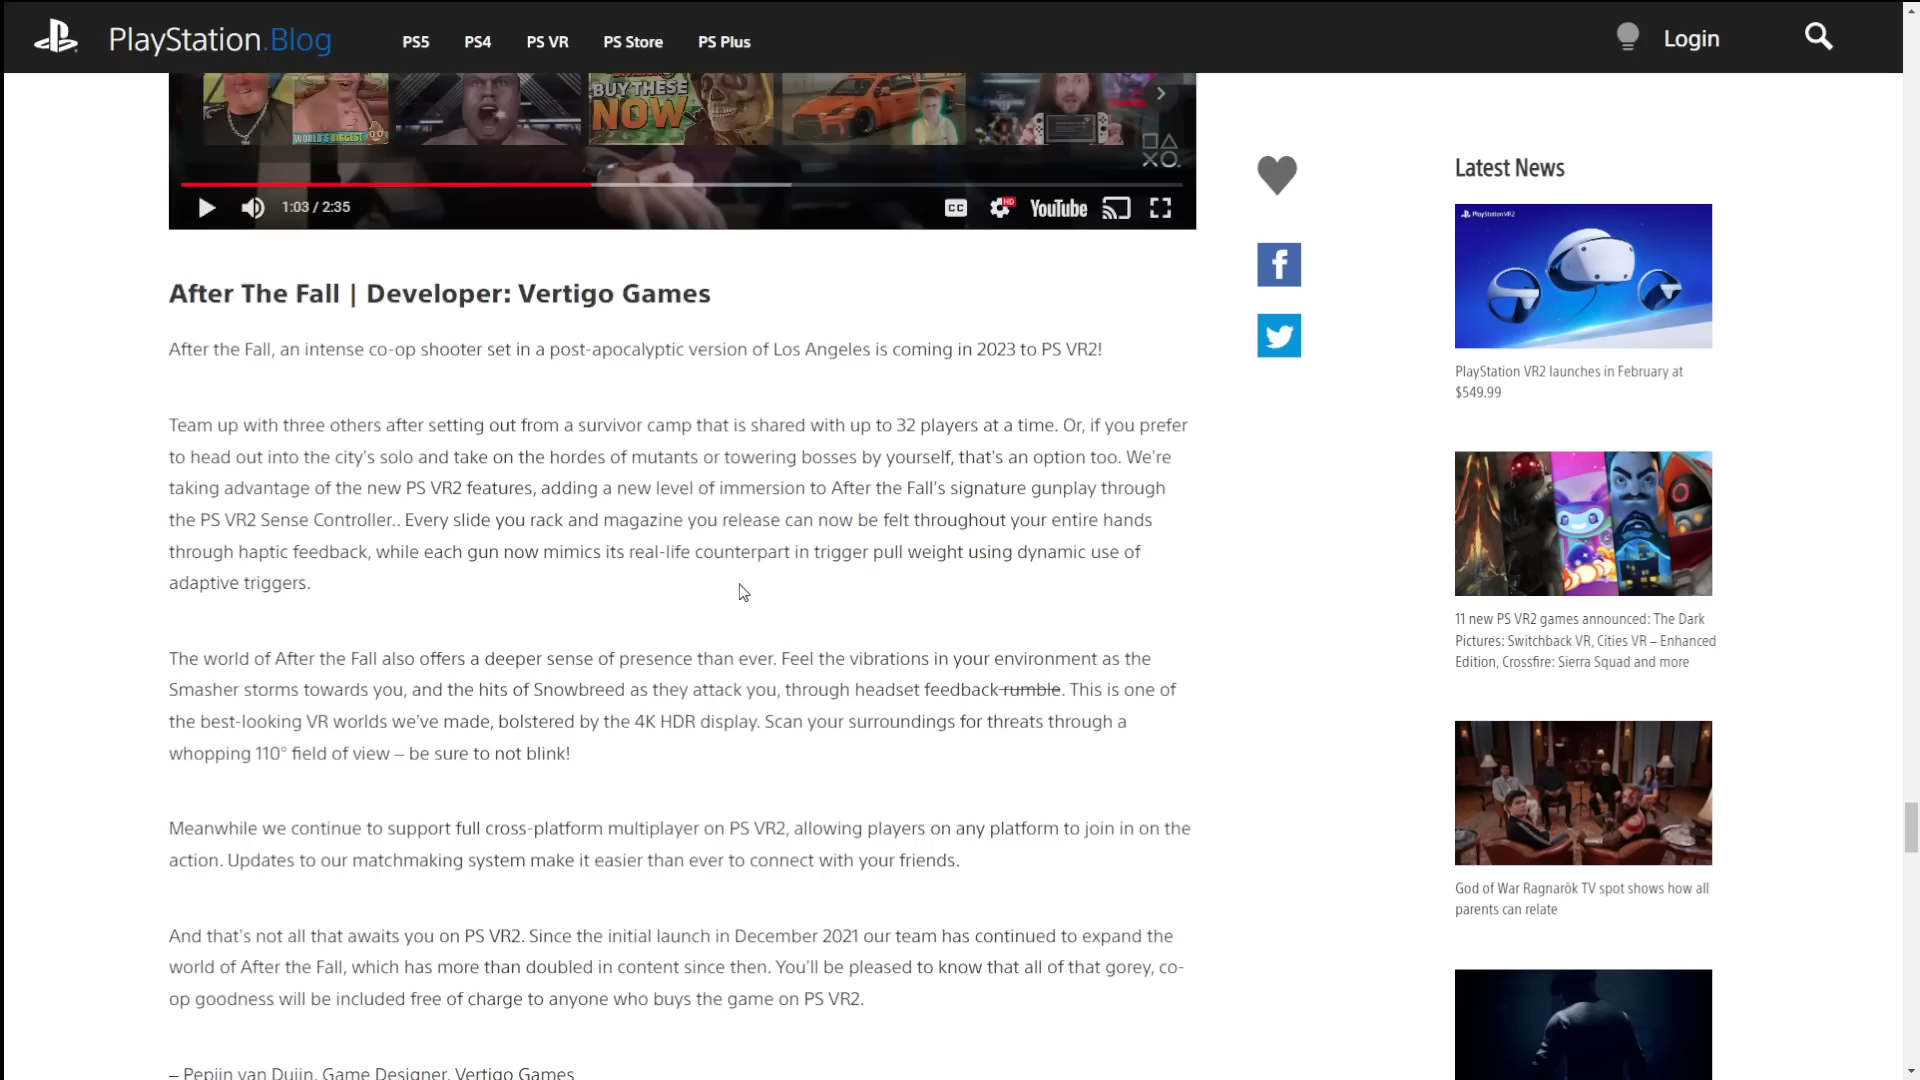 PlayStation.Blog PS5 PS4 PS VR PS Store PS Plus Login
WORLD'S BIGGEST
BUY THESE
NOW
1:03 / 2:35
CC HD YouTube
After The Fall | Developer: Vertigo Games
After the Fall, an intense co-op shooter set in a post-apocalyptic version of Los Angeles is coming in 2023 to PS VR2!
Team up with three others after setting out from a survivor camp that is shared with up to 32 players at a time. Or, if you prefer
to head out into the city's solo and take on the hordes of mutants or towering bosses by yourself, that's an option too. We're
taking advantage of the new PS VR2 features, adding a new level of immersion to After the Fall's signature gunplay through
the PS VR2 Sense Controller.. Every slide you rack and magazine you release can now be felt throughout your entire hands
through haptic feedback, while each gun now mimics its real-life counterpart in trigger pull weight using dynamic use of
adaptive triggers.
The world of After the Fall also offers a deeper sense of presence than ever. Feel the vibrations in your environment as the
Smasher storms towards you, and the hits of Snowbreed as they attack you, through headset feedback rumble. This is one of
the best-looking VR worlds we've made, bolstered by the 4K HDR display. Scan your surroundings for threats through a
whopping 110° field of view – be sure to not blink!
Meanwhile we continue to support full cross-platform multiplayer on PS VR2, allowing players on any platform to join in on the
action. Updates to our matchmaking system make it easier than ever to connect with your friends.
And that's not all that awaits you on PS VR2. Since the initial launch in December 2021 our team has continued to expand the
world of After the Fall, which has more than doubled in content since then. You'll be pleased to know that all of that gorey, co-
op goodness will be included free of charge to anyone who buys the game on PS VR2.
– Pepijn van Duijn, Game Designer, Vertigo Games
Latest News
PlayStation VR2
PlayStation VR2 launches in February at
$549.99
11 new PS VR2 games announced: The Dark
Pictures: Switchback VR, Cities VR – Enhanced
Edition, Crossfire: Sierra Squad and more
God of War Ragnarök TV spot shows how all
parents can relate